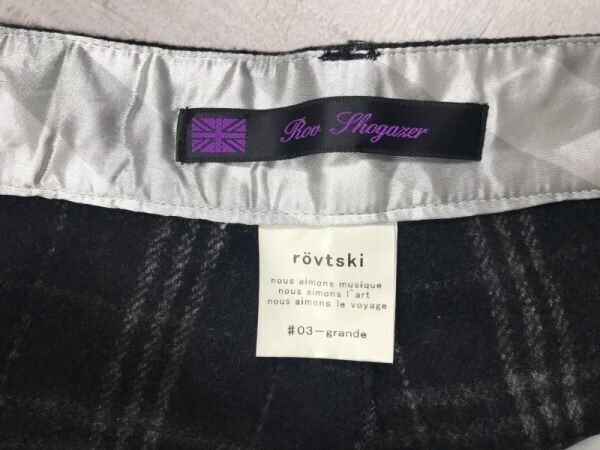 Rov Shogazer
rövtski
nous aimons musique
nous aimons l'art
nous aimons le voyage
#03-grande